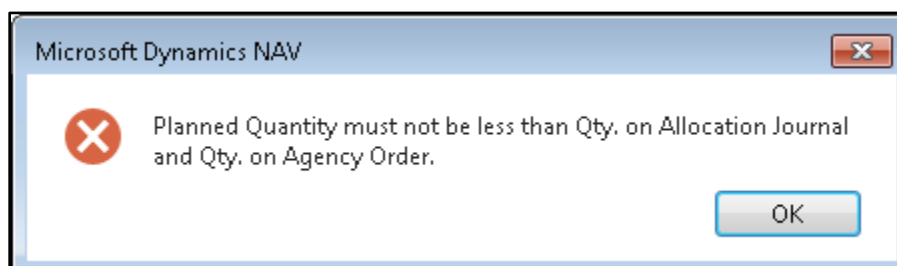 Microsoft Dynamics NAV
Planned Quantity must not be less than Qty. on Allocation Journal
and Qty. on Agency Order.
OK